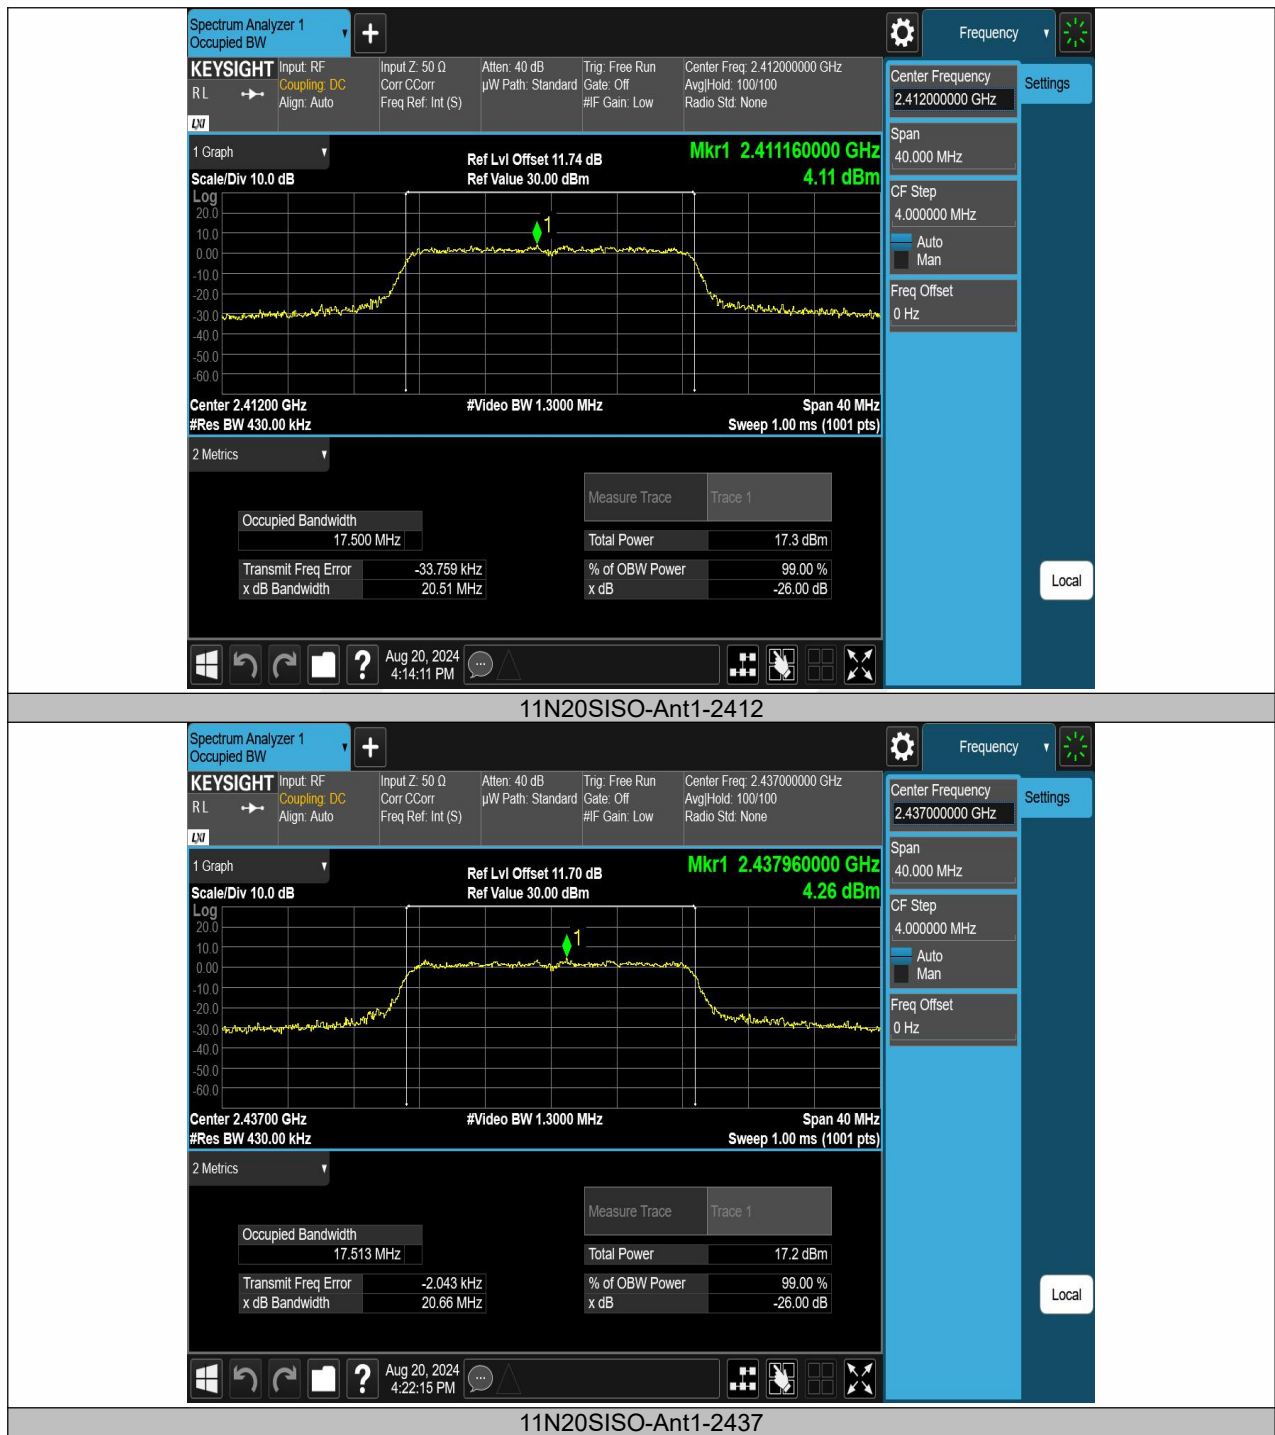 Spectrum Analyzer 1
Occupied BW
+
Frequency
KEYSIGHT
R L
LXI
Input: RF
Coupling: DC
Align: Auto
Input Z: 50 Ω
Corr CCorr
Freq Ref: Int (S)
Atten: 40 dB
µW Path: Standard
Trig: Free Run
Gate: Off
#IF Gain: Low
Center Freq: 2.412000000 GHz
Avg|Hold: 100/100
Radio Std: None
Center Frequency
2.412000000 GHz
Settings
Span
40.000 MHz
CF Step
4.000000 MHz
Auto
Man
Freq Offset
0 Hz
Local
1 Graph
Scale/Div 10.0 dB
Ref Lvl Offset 11.74 dB
Ref Value 30.00 dBm
Mkr1 2.411160000 GHz
4.11 dBm
Log
20.0
10.0
0.00
-10.0
-20.0
-30.0
-40.0
-50.0
-60.0
1
Center 2.41200 GHz
#Video BW 1.3000 MHz
Span 40 MHz
#Res BW 430.00 kHz
Sweep 1.00 ms (1001 pts)
2 Metrics
Measure Trace
Trace 1
Occupied Bandwidth
17.500 MHz
Total Power
17.3 dBm
Transmit Freq Error
-33.759 kHz
% of OBW Power
99.00 %
x dB Bandwidth
20.51 MHz
x dB
-26.00 dB
?
Aug 20, 2024
4:14:11 PM
11N20SISO-Ant1-2412
Spectrum Analyzer 1
Occupied BW
+
Frequency
KEYSIGHT
R L
LXI
Input: RF
Coupling: DC
Align: Auto
Input Z: 50 Ω
Corr CCorr
Freq Ref: Int (S)
Atten: 40 dB
µW Path: Standard
Trig: Free Run
Gate: Off
#IF Gain: Low
Center Freq: 2.437000000 GHz
Avg|Hold: 100/100
Radio Std: None
Center Frequency
2.437000000 GHz
Settings
Span
40.000 MHz
CF Step
4.000000 MHz
Auto
Man
Freq Offset
0 Hz
Local
1 Graph
Scale/Div 10.0 dB
Ref Lvl Offset 11.70 dB
Ref Value 30.00 dBm
Mkr1 2.437960000 GHz
4.26 dBm
Log
20.0
10.0
0.00
-10.0
-20.0
-30.0
-40.0
-50.0
-60.0
1
Center 2.43700 GHz
#Video BW 1.3000 MHz
Span 40 MHz
#Res BW 430.00 kHz
Sweep 1.00 ms (1001 pts)
2 Metrics
Measure Trace
Trace 1
Occupied Bandwidth
17.513 MHz
Total Power
17.2 dBm
Transmit Freq Error
-2.043 kHz
% of OBW Power
99.00 %
x dB Bandwidth
20.66 MHz
x dB
-26.00 dB
?
Aug 20, 2024
4:22:15 PM
11N20SISO-Ant1-2437